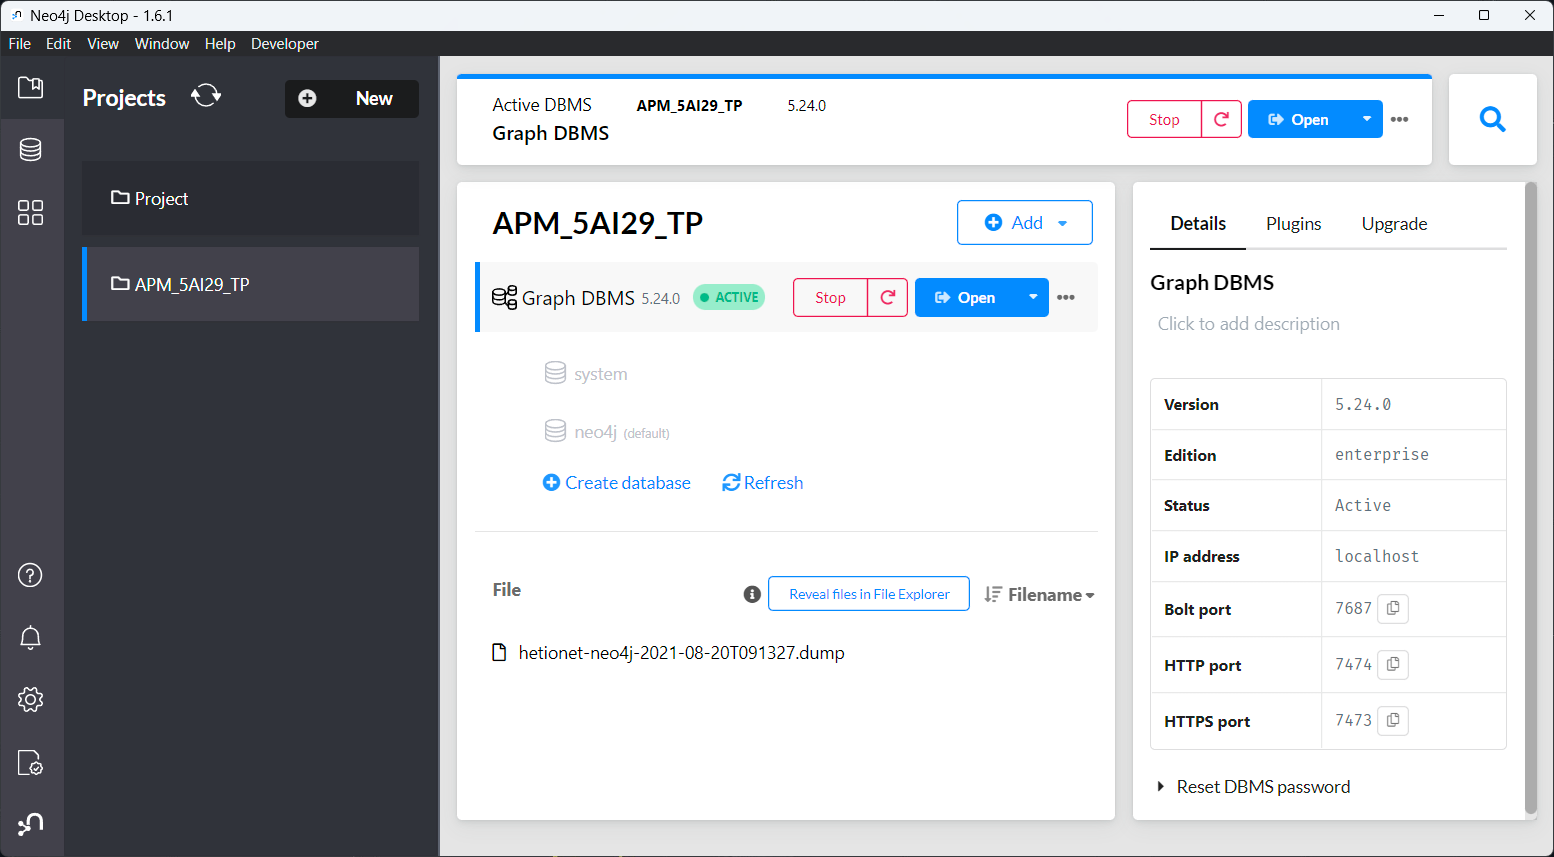 Neo4j Desktop - 1.6.1
File Edit View Window Help Developer
Projects
New
Project
APM_5AI29_TP
Active DBMS APM_5AI29_TP 5.24.0
Graph DBMS
Stop
Open
APM_5AI29_TP
Add
Graph DBMS 5.24.0 ACTIVE Stop Open
system
neo4j (default)
Create database Refresh
File
Reveal files in File Explorer
Filename
hetionet-neo4j-2021-08-20T091327.dump
Details Plugins Upgrade
Graph DBMS
Click to add description
Version 5.24.0
Edition enterprise
Status Active
IP address localhost
Bolt port 7687
HTTP port 7474
HTTPS port 7473
Reset DBMS password